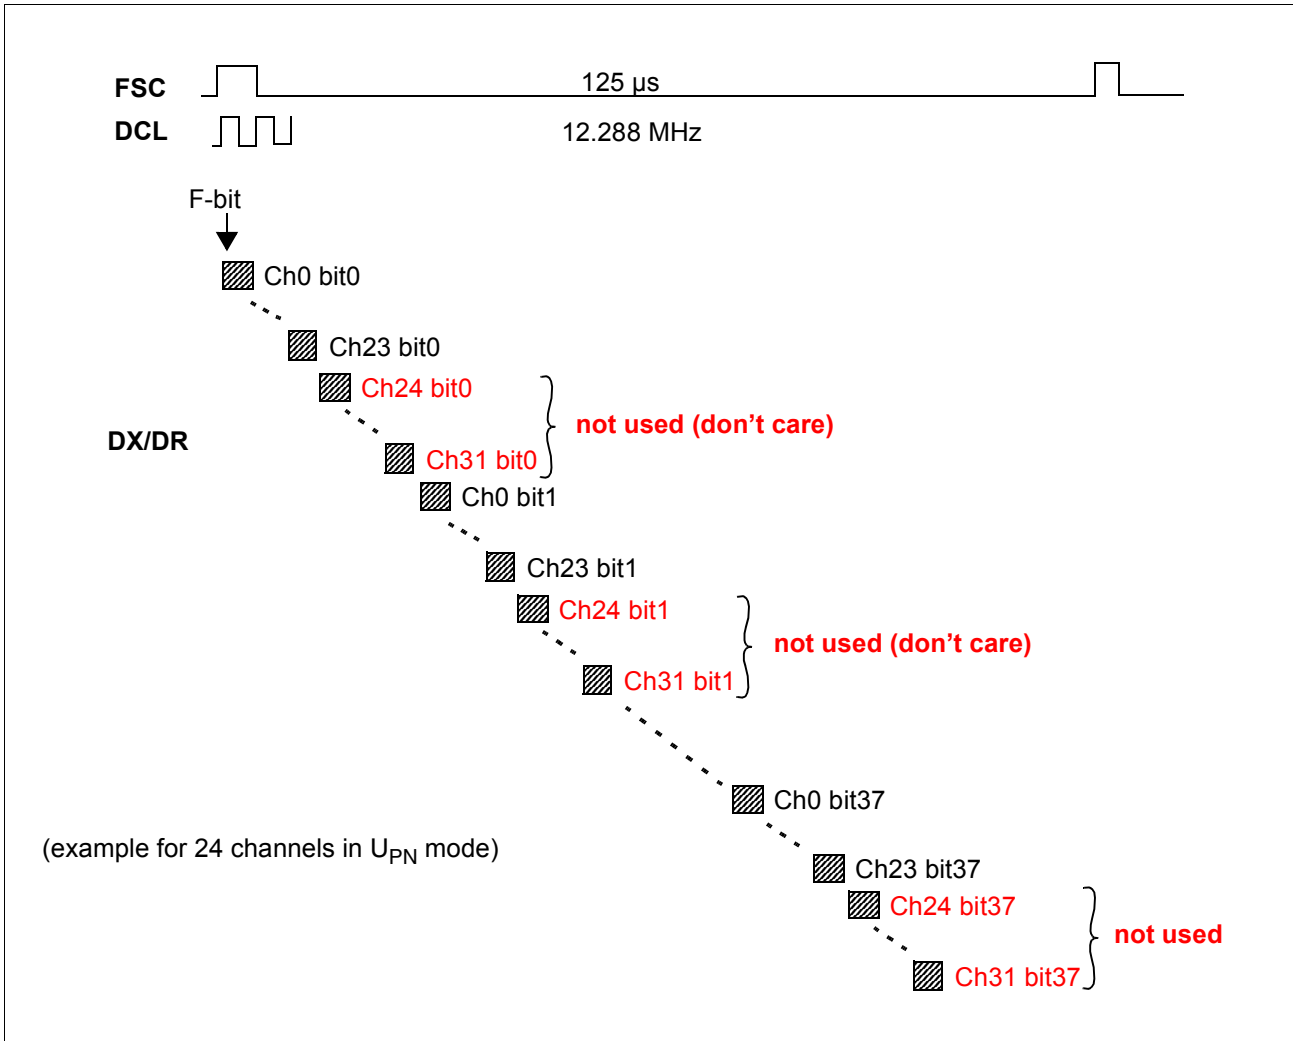 FSC
125 µs
DCL
12.288 MHz
F-bit
Ch0 bit0
Ch23 bit0
Ch24 bit0
not used (don't care)
DX/DR
Ch31 bit0
Ch0 bit1
Ch23 bit1
Ch24 bit1
not used (don't care)
Ch31 bit1
Ch0 bit37
(example for 24 channels in UPN mode)
Ch23 bit37
Ch24 bit37
not used
Ch31 bit37